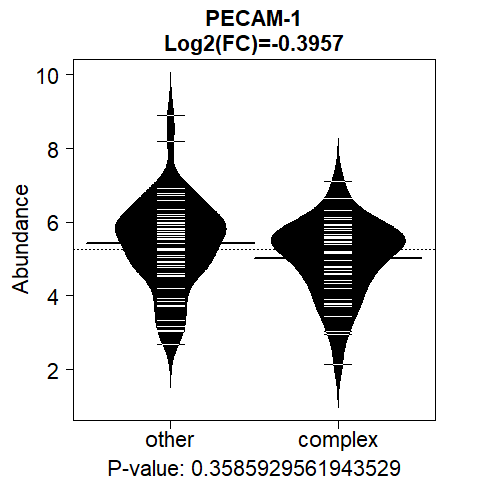 PECAM-1
Log2(FC)=-0.3957
Abundance
10
8
6
4
2
other complex
P-value: 0.3585929561943529